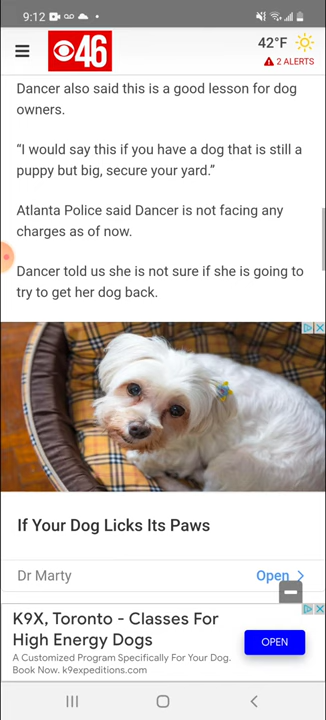 9:12
46
42°F
2 ALERTS
Dancer also said this is a good lesson for dog
owners.
“I would say this if you have a dog that is still a
puppy but big, secure your yard.”
Atlanta Police said Dancer is not facing any
charges as of now.
Dancer told us she is not sure if she is going to
try to get her dog back.
If Your Dog Licks Its Paws
Dr Marty
Open
K9X, Toronto - Classes For
High Energy Dogs
A Customized Program Specifically For Your Dog.
Book Now. k9expeditions.com
OPEN